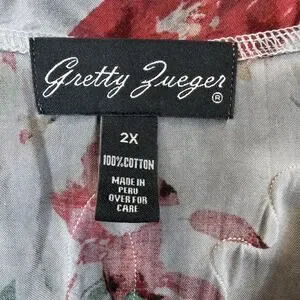 Gretty Zueger
®
2X
100% COTTON
MADE IN
PERU
OVER FOR
CARE